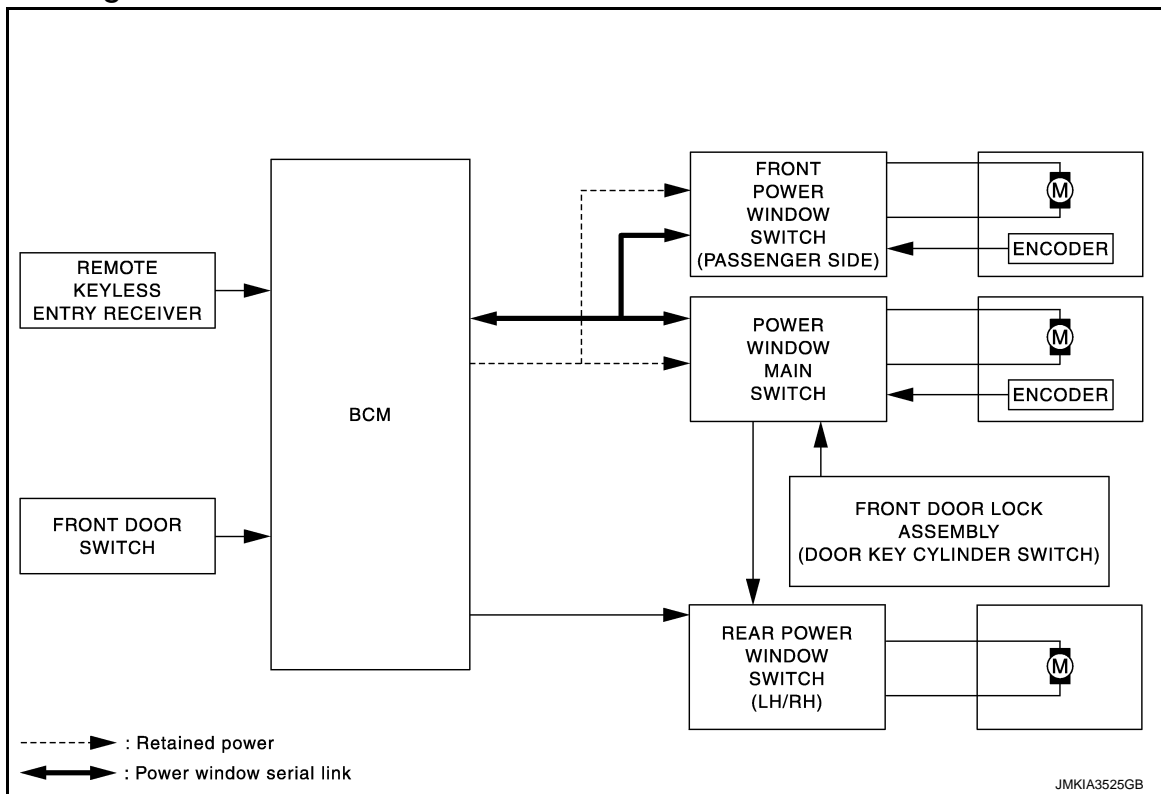 REMOTE
KEYLESS
ENTRY RECEIVER
FRONT DOOR
SWITCH
BCM
FRONT
POWER
WINDOW
SWITCH
(PASSENGER SIDE)
M
ENCODER
POWER
WINDOW
MAIN
SWITCH
M
ENCODER
FRONT DOOR LOCK
ASSEMBLY
(DOOR KEY CYLINDER SWITCH)
REAR POWER
WINDOW
SWITCH
(LH/RH)
M
: Retained power
: Power window serial link
JMKIA3525GB